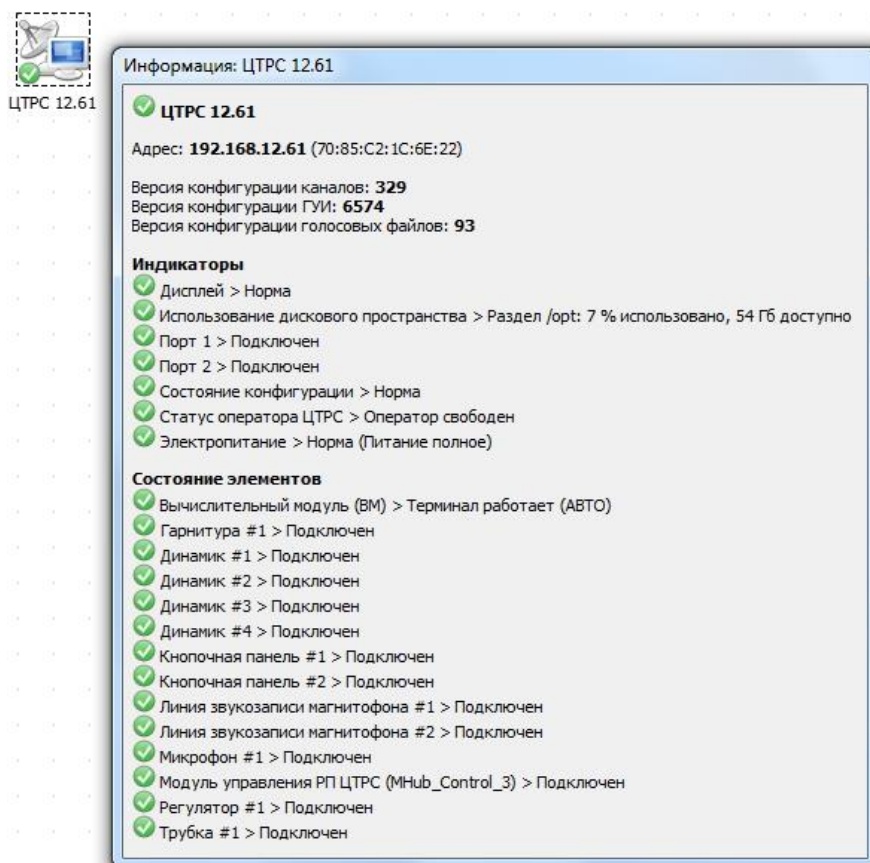 ЦТРС 12.61
Информация: ЦТРС 12.61
ЦТРС 12.61
Адрес: 192.168.12.61 (70:85:C2:1C:6E:22)
Версия конфигурации каналов: 329
Версия конфигурации ГУИ: 6574
Версия конфигурации голосовых файлов: 93
Индикаторы
Дисплей > Норма
Использование дискового пространства > Раздел /opt: 7 % использовано, 54 Гб доступно
Порт 1 > Подключен
Порт 2 > Подключен
Состояние конфигурации > Норма
Статус оператора ЦТРС > Оператор свободен
Электропитание > Норма (Питание полное)
Состояние элементов
Вычислительный модуль (ВМ) > Терминал работает (АВТО)
Гарнитура #1 > Подключен
Динамик #1 > Подключен
Динамик #2 > Подключен
Динамик #3 > Подключен
Динамик #4 > Подключен
Кнопочная панель #1 > Подключен
Кнопочная панель #2 > Подключен
Линия звукозаписи магнитофона #1 > Подключен
Линия звукозаписи магнитофона #2 > Подключен
Микрофон #1 > Подключен
Модуль управления РП ЦТРС (MHub_Control_3) > Подключен
Регулятор #1 > Подключен
Трубка #1 > Подключен